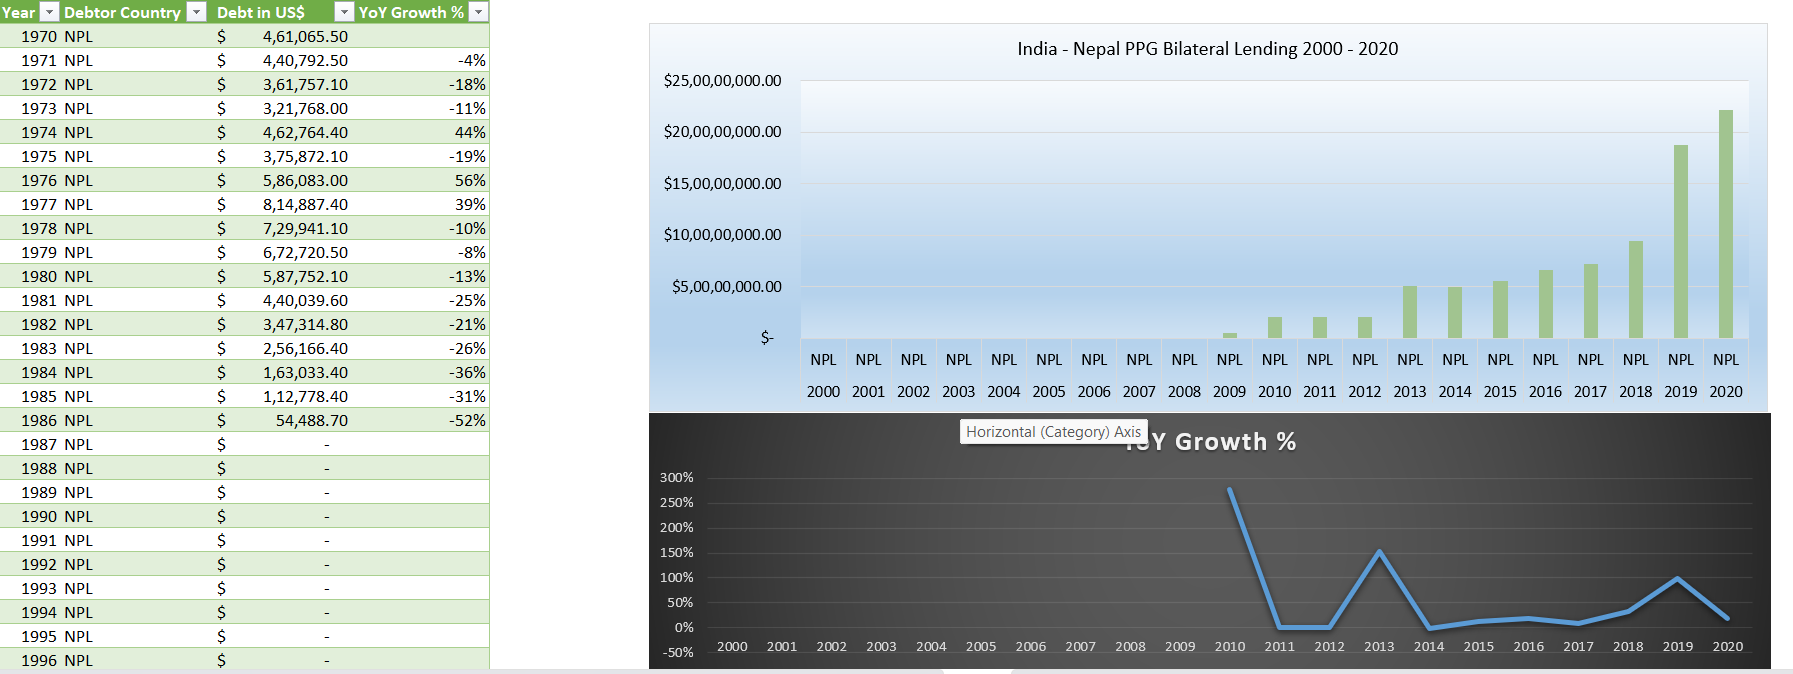 Year Debtor Country Debt in US$ YoY Growth %
1970 NPL $ 4,61,065.50
1971 NPL $ 4,40,792.50 -4%
1972 NPL $ 3,61,757.10 -18%
1973 NPL $ 3,21,768.00 -11%
1974 NPL $ 4,62,764.40 44%
1975 NPL $ 3,75,872.10 -19%
1976 NPL $ 5,86,083.00 56%
1977 NPL $ 8,14,887.40 39%
1978 NPL $ 7,29,941.10 -10%
1979 NPL $ 6,72,720.50 -8%
1980 NPL $ 5,87,752.10 -13%
1981 NPL $ 4,40,039.60 -25%
1982 NPL $ 3,47,314.80 -21%
1983 NPL $ 2,56,166.40 -26%
1984 NPL $ 1,63,033.40 -36%
1985 NPL $ 1,12,778.40 -31%
1986 NPL $ 54,488.70 -52%
1987 NPL $ -
1988 NPL $ -
1989 NPL $ -
1990 NPL $ -
1991 NPL $ -
1992 NPL $ -
1993 NPL $ -
1994 NPL $ -
1995 NPL $ -
1996 NPL $ -
India - Nepal PPG Bilateral Lending 2000 - 2020
$25,00,00,000.00
$20,00,00,000.00
$15,00,00,000.00
$10,00,00,000.00
$5,00,00,000.00
$-
NPL NPL NPL NPL NPL NPL NPL NPL NPL NPL NPL NPL NPL NPL NPL NPL NPL NPL NPL NPL NPL
2000 2001 2002 2003 2004 2005 2006 2007 2008 2009 2010 2011 2012 2013 2014 2015 2016 2017 2018 2019 2020
Horizontal (Category) Axis
YoY Growth %
300%
250%
200%
150%
100%
50%
0%
-50%
2000 2001 2002 2003 2004 2005 2006 2007 2008 2009 2010 2011 2012 2013 2014 2015 2016 2017 2018 2019 2020